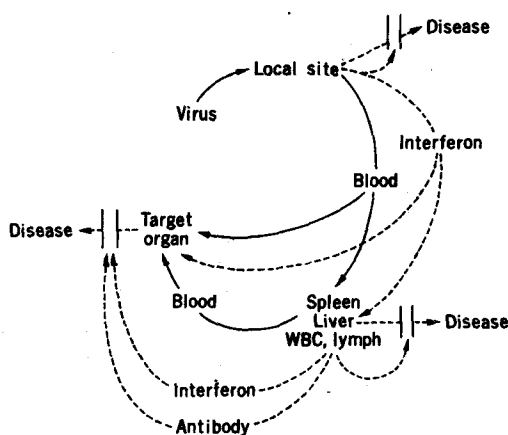 Disease
Local site
Virus
Interferon
Blood
Target
organ
Disease
Blood
Spleen
Liver
WBC, lymph
Disease
Interferon
Antibody